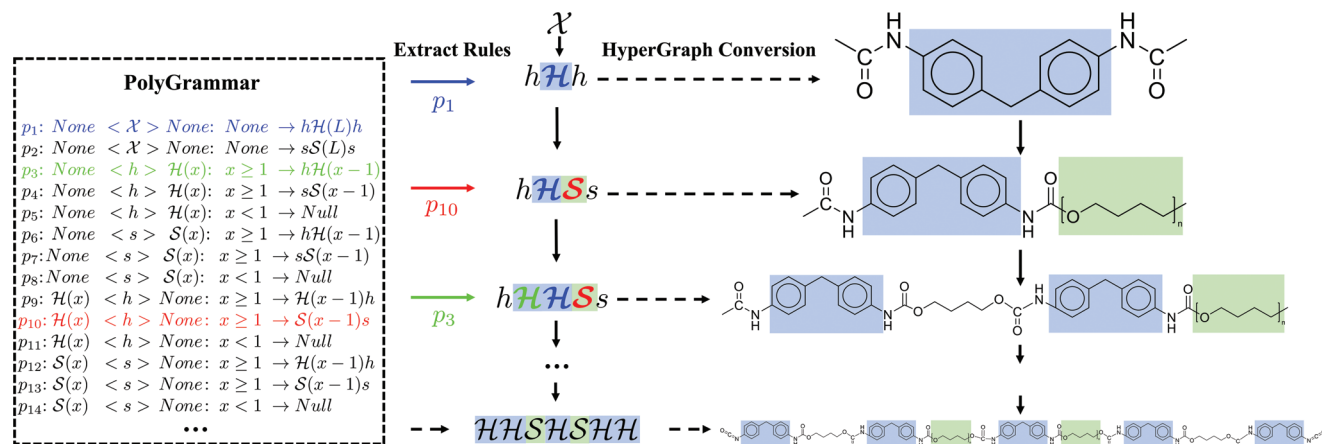 PolyGrammar
p₁: None < 𝒳 > None: None → hℋ(L)h
p₂: None < 𝒳 > None: None → s𝒮(L)s
p₃: None < h > ℋ(x): x ≥ 1 → hℋ(x−1)
p₄: None < h > ℋ(x): x ≥ 1 → s𝒮(x−1)
p₅: None < h > ℋ(x): x < 1 → Null
p₆: None < s > 𝒮(x): x ≥ 1 → hℋ(x−1)
p₇: None < s > 𝒮(x): x ≥ 1 → s𝒮(x−1)
p₈: None < s > 𝒮(x): x < 1 → Null
p₉: ℋ(x) < h > None: x ≥ 1 → ℋ(x−1)h
p₁₀: ℋ(x) < h > None: x ≥ 1 → 𝒮(x−1)s
p₁₁: ℋ(x) < h > None: x < 1 → Null
p₁₂: 𝒮(x) < s > None: x ≥ 1 → ℋ(x−1)h
p₁₃: 𝒮(x) < s > None: x ≥ 1 → 𝒮(x−1)s
p₁₄: 𝒮(x) < s > None: x < 1 → Null
...
Extract Rules
p₁
p₁₀
p₃
𝒳
hℋh
hℋ𝒮s
hℋℋ𝒮s
...
ℋℋ𝒮ℋ𝒮ℋℋ
HyperGraph Conversion
H
N
O
H
N
O
O
N
H
H
N
O
O
n
O
N
H
N
H
O
O
O
O
H
N
N
H
O
O
n